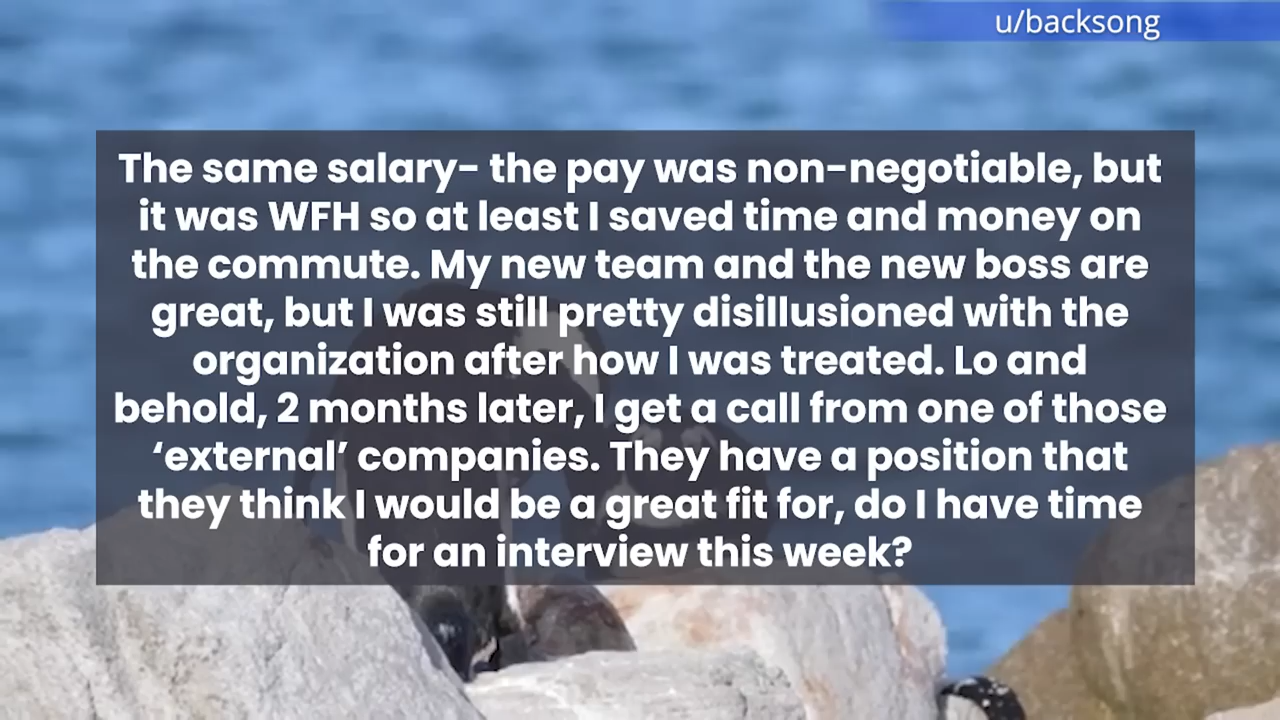 u/backsong
The same salary- the pay was non-negotiable, but
it was WFH so at least I saved time and money on
the commute. My new team and the new boss are
great, but I was still pretty disillusioned with the
organization after how I was treated. Lo and
behold, 2 months later, I get a call from one of those
‘external’ companies. They have a position that
they think I would be a great fit for, do I have time
for an interview this week?